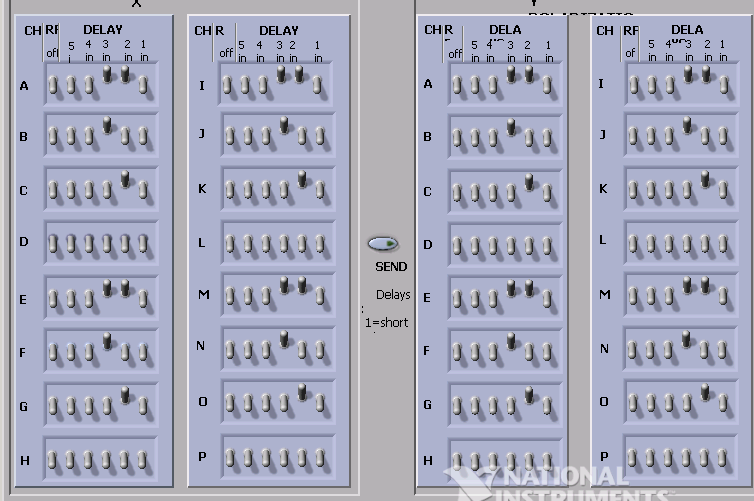 X
Y
CH RF DELAY
off 5 in 4 in 3 in 2 in 1 in
A
B
C
D
E
F
G
H
CH R DELAY
off 5 in 4 in 3 in 2 in 1 in
I
J
K
L
M
N
O
P
SEND
Delays
1=short
CH R DELA
off 5 in 4 in 3 in 2 in 1 in
A
B
C
D
E
F
G
H
CH RF DELA
of 5 in 4 in 3 in 2 in 1 in
I
J
K
L
M
N
O
P
NATIONAL
INSTRUMENTS